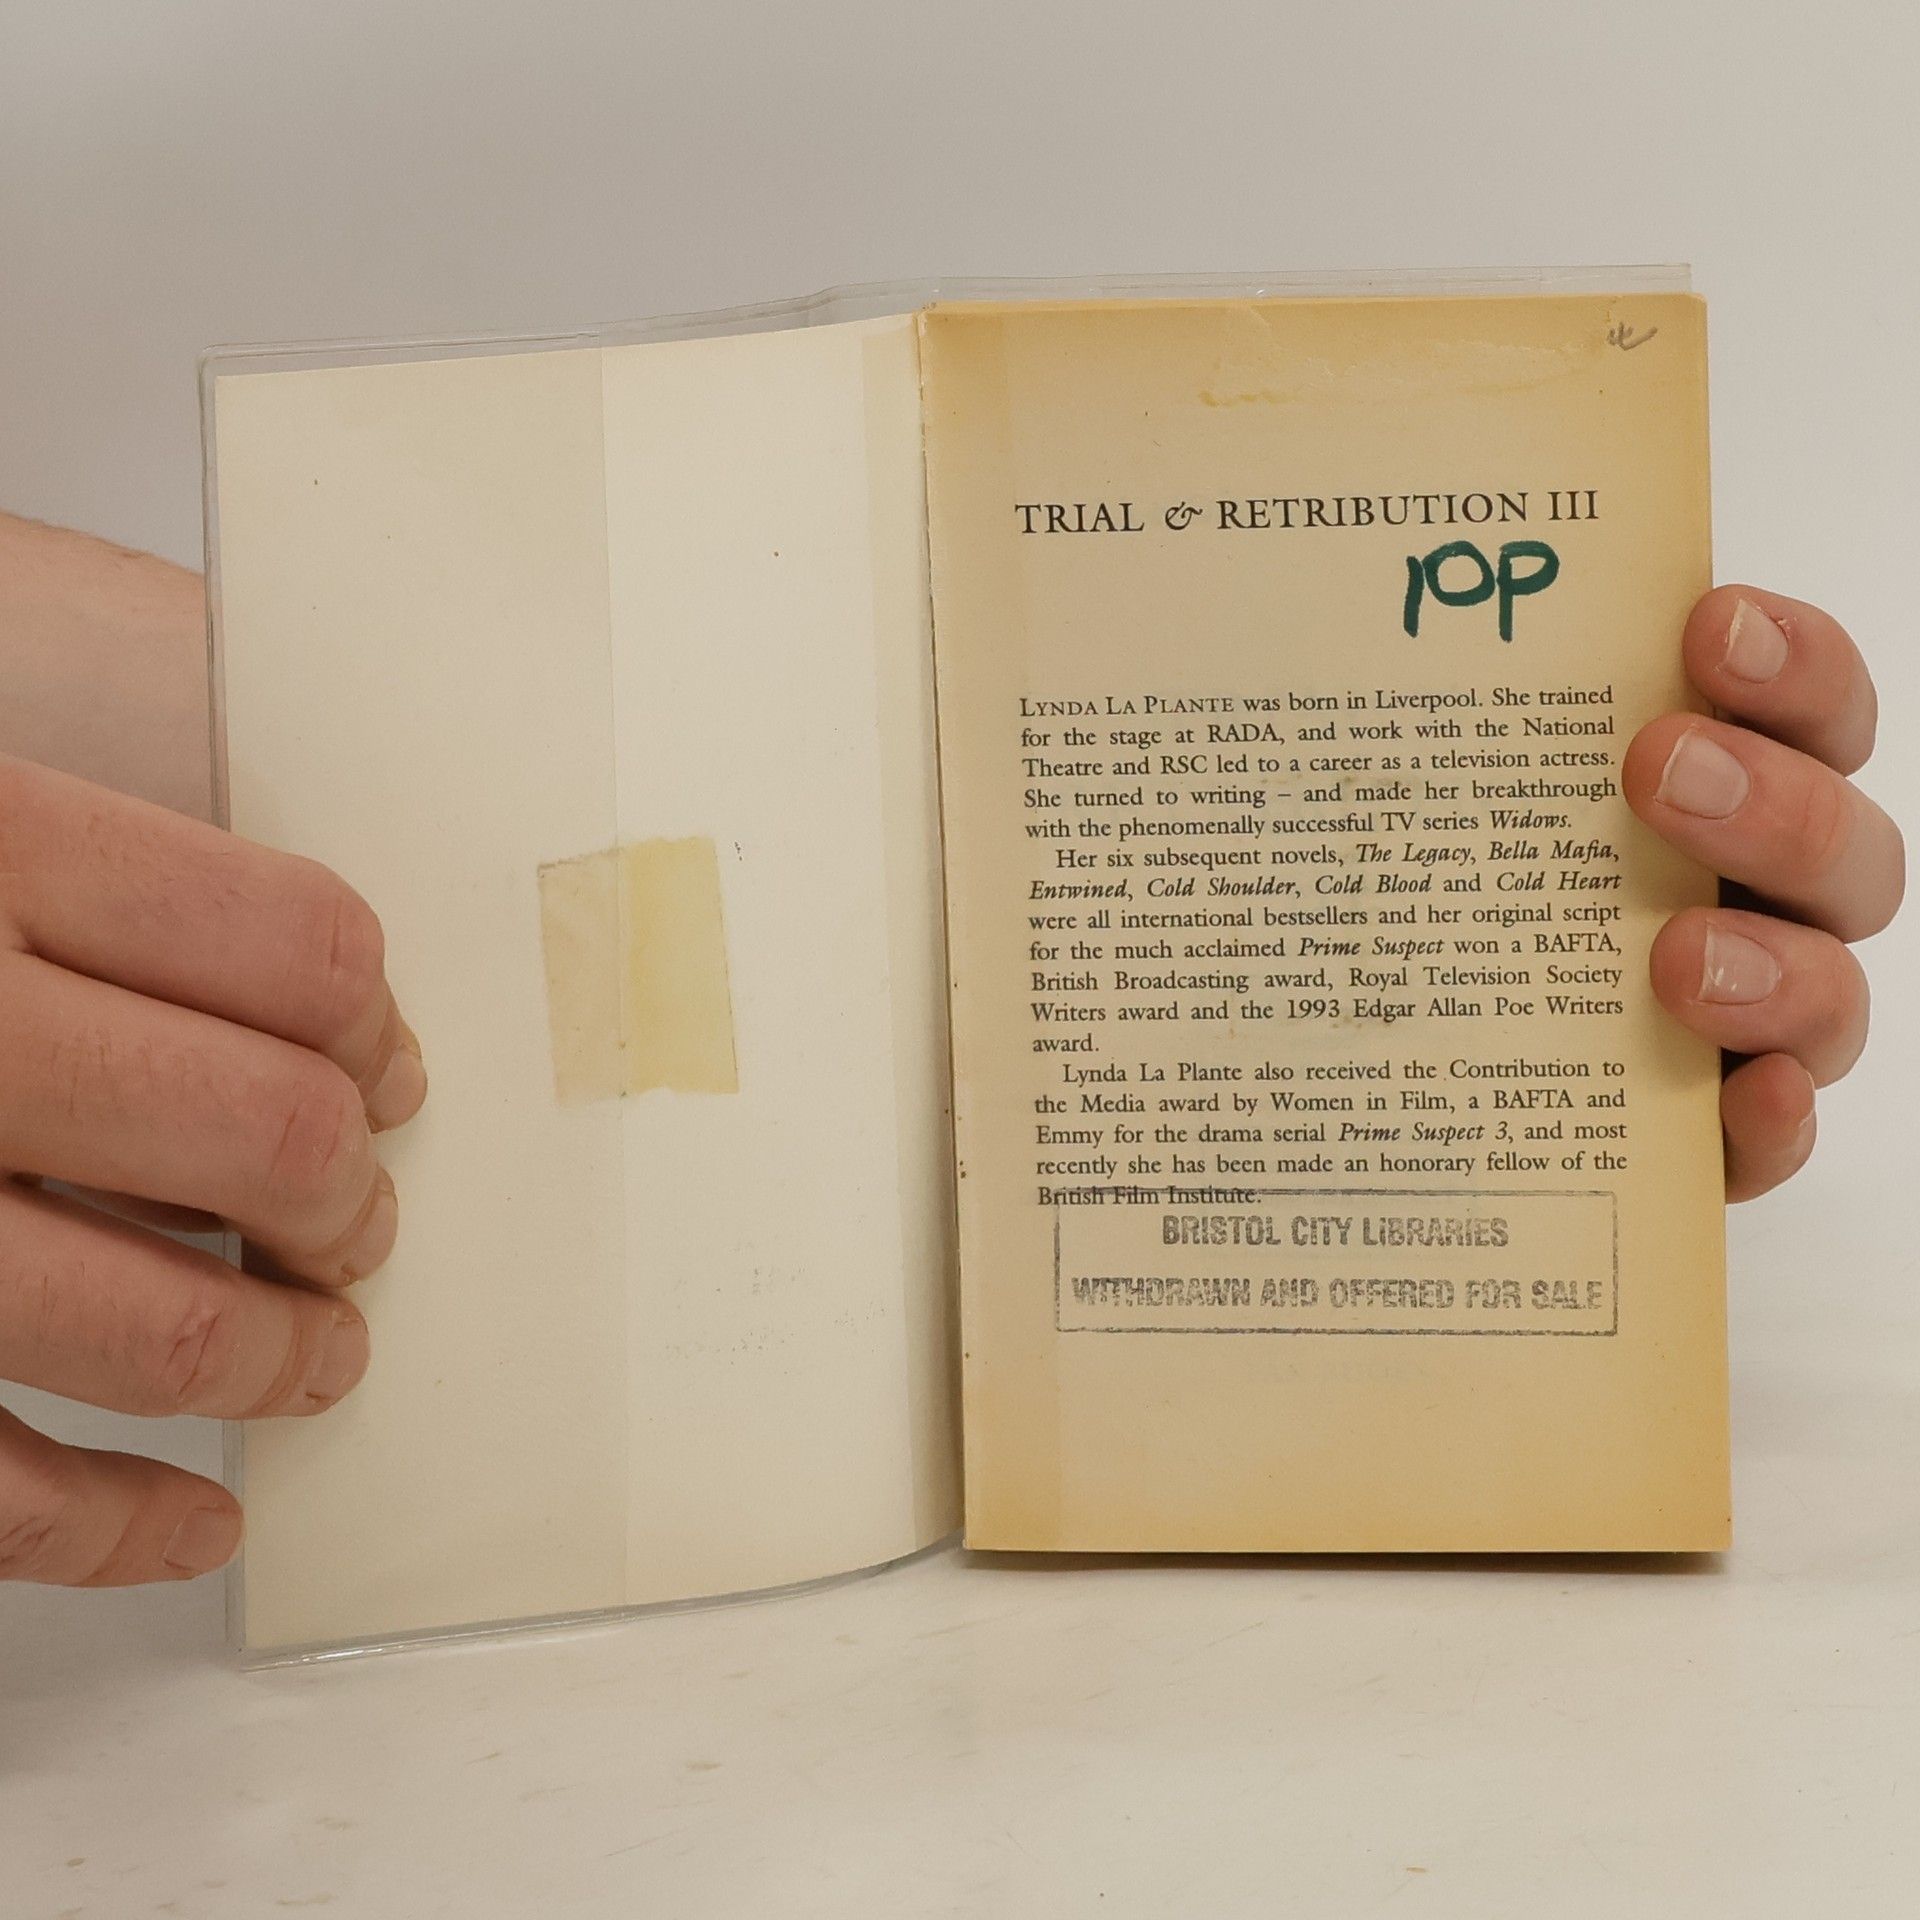 TRIAL & RETRIBUTION III
10P
LYNDA LA PLANTE was born in Liverpool. She trained
for the stage at RADA, and work with the National
Theatre and RSC led to a career as a television actress.
She turned to writing – and made her breakthrough
with the phenomenally successful TV series Widows.
Her six subsequent novels, The Legacy, Bella Mafia,
Entwined, Cold Shoulder, Cold Blood and Cold Heart
were all international bestsellers and her original script
for the much acclaimed Prime Suspect won a BAFTA,
British Broadcasting award, Royal Television Society
Writers award and the 1993 Edgar Allan Poe Writers
award.
Lynda La Plante also received the Contribution to
the Media award by Women in Film, a BAFTA and
Emmy for the drama serial Prime Suspect 3, and most
recently she has been made an honorary fellow of the
British Film Institute.
BRISTOL CITY LIBRARIES
WITHDRAWN AND OFFERED FOR SALE